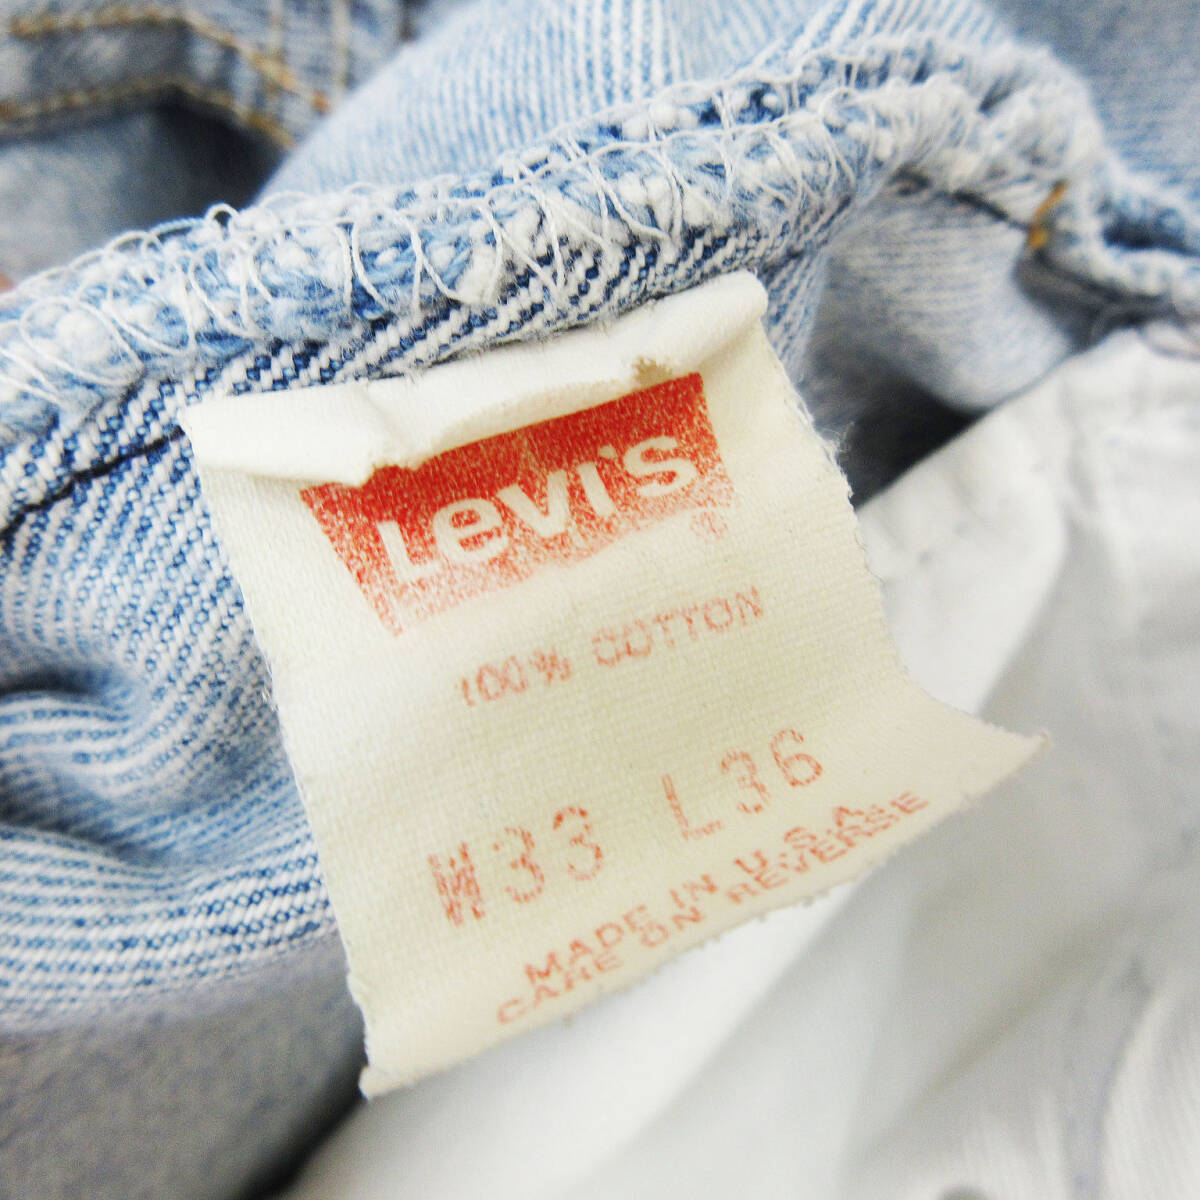 Levi's
®
100% COTTON
W33 L36
MADE IN U.S.A.
CARE ON REVERSE